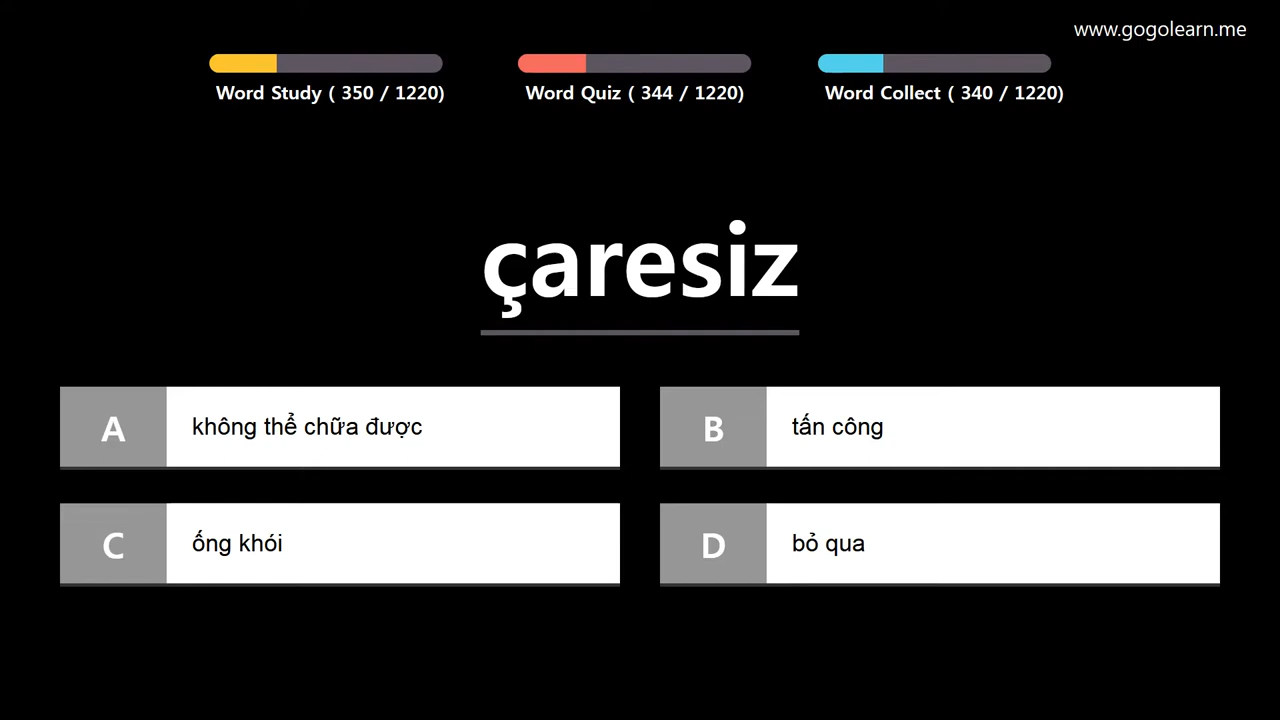 www.gogolearn.me
Word Study ( 350 / 1220)
Word Quiz ( 344 / 1220)
Word Collect ( 340 / 1220)
çaresiz
A không thể chữa được
B tấn công
C ống khói
D bỏ qua